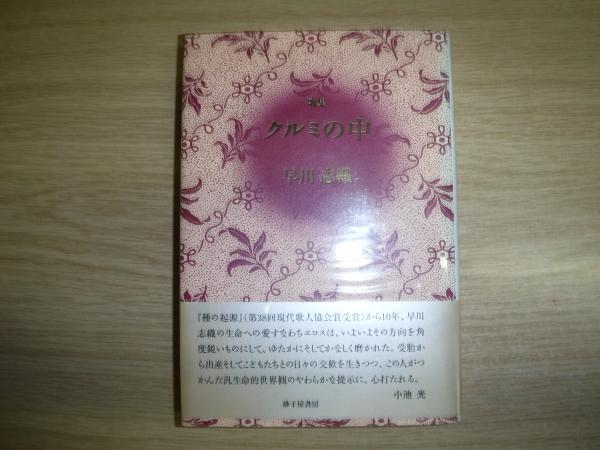 歌集
クルミの中
早川志織
『種の起源』(第38回現代歌人協会賞受賞)から10年、早川
志織の生命への愛すなわちエロスは、いよいよその方向を角
度鋭いものにして、ゆたかにそしてかなしく磨かれた。受胎
から出産そしてこどもたちとの日々の交歓を生きつつ、この人がつ
かんだ汎生命的世界観のやわらかな提示に、心打たれる。
小池 光
砂子屋書房